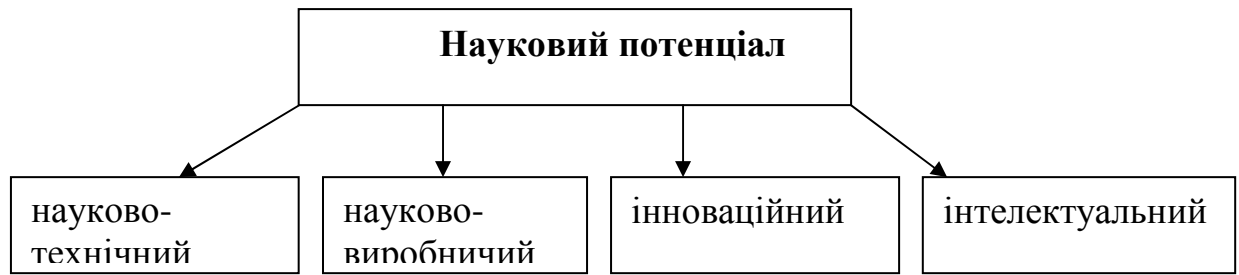 Науковий потенціал
науково-
технічний
науково-
виробничий
інноваційний
інтелектуальний